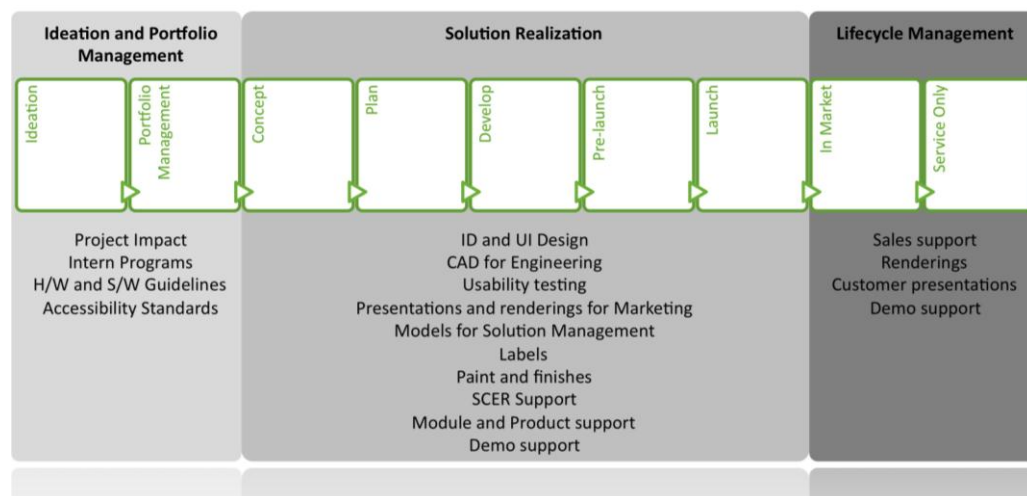 Ideation and Portfolio
Management
Solution Realization
Lifecycle Management
Ideation
Portfolio
Management
Concept
Plan
Develop
Pre-launch
Launch
In Market
Service Only
Project Impact
Intern Programs
H/W and S/W Guidelines
Accessibility Standards
ID and UI Design
CAD for Engineering
Usability testing
Presentations and renderings for Marketing
Models for Solution Management
Labels
Paint and finishes
SCER Support
Module and Product support
Demo support
Sales support
Renderings
Customer presentations
Demo support